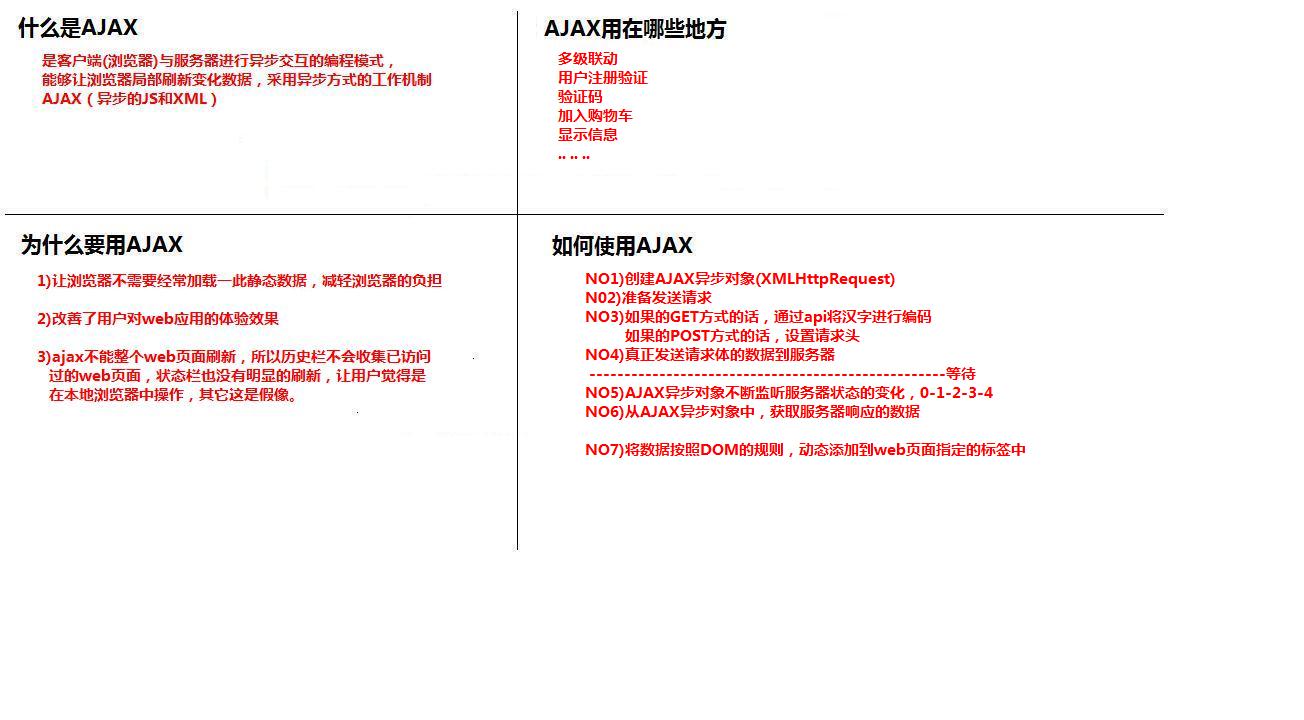 什么是AJAX
是客户端(浏览器)与服务器进行异步交互的编程模式，
能够让浏览器局部刷新变化数据，采用异步方式的工作机制
AJAX（异步的JS和XML）
AJAX用在哪些地方
多级联动
用户注册验证
验证码
加入购物车
显示信息
.. .. ..
为什么要用AJAX
1)让浏览器不需要经常加载一此静态数据，减轻浏览器的负担
2)改善了用户对web应用的体验效果
3)ajax不能整个web页面刷新，所以历史栏不会收集已访问
过的web页面，状态栏也没有明显的刷新，让用户觉得是
在本地浏览器中操作，其它这是假像。
如何使用AJAX
NO1)创建AJAX异步对象(XMLHttpRequest)
N02)准备发送请求
NO3)如果的GET方式的话，通过api将汉字进行编码
如果的POST方式的话，设置请求头
NO4)真正发送请求体的数据到服务器
---------------------------------------------------等待
NO5)AJAX异步对象不断监听服务器状态的变化，0-1-2-3-4
NO6)从AJAX异步对象中，获取服务器响应的数据
NO7)将数据按照DOM的规则，动态添加到web页面指定的标签中